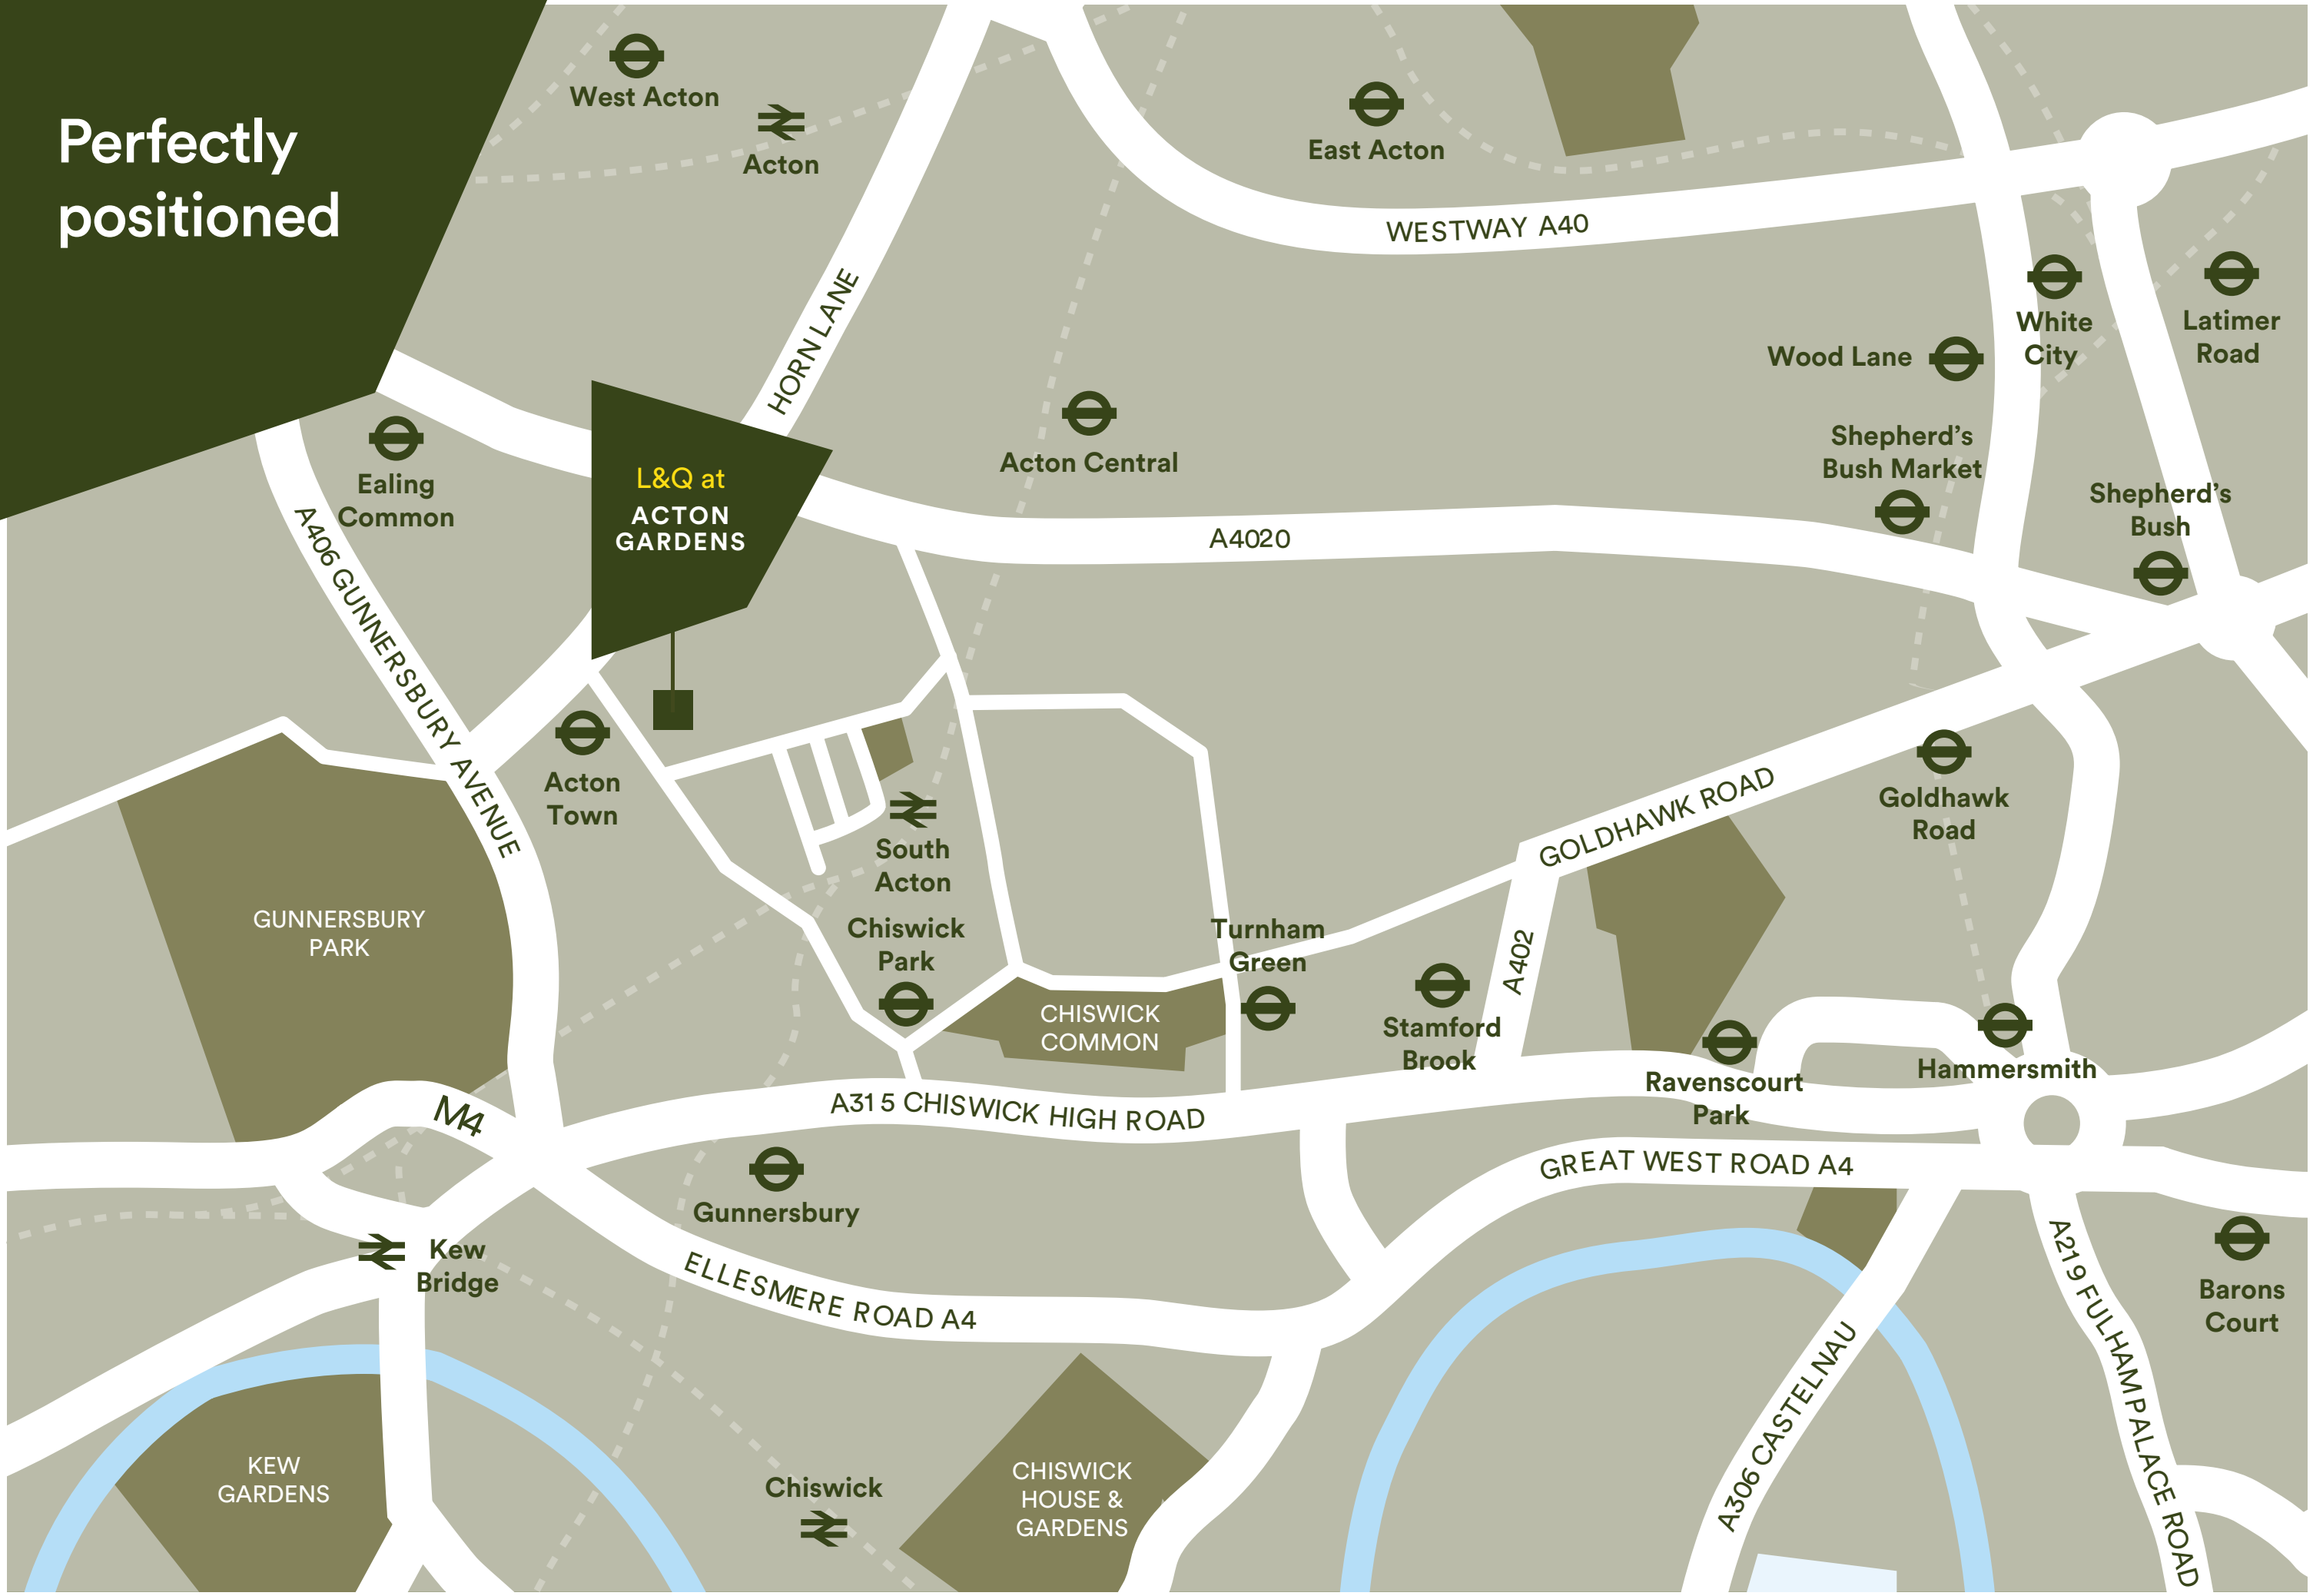 Perfectly
positioned
West Acton
Acton
East Acton
WESTWAY A40
HORN LANE
White
City
Latimer
Road
Wood Lane
Ealing
Common
L&Q at
ACTON
GARDENS
Acton Central
Shepherd's
Bush Market
Shepherd's
Bush
A4020
A406 GUNNERSBURY AVENUE
Acton
Town
Goldhawk
Road
GOLDHAWK ROAD
South
Acton
GUNNERSBURY
PARK
Chiswick
Park
Turnham
Green
A402
Stamford
Brook
CHISWICK
COMMON
Ravenscourt
Park
Hammersmith
M4
A315 CHISWICK HIGH ROAD
GREAT WEST ROAD A4
Gunnersbury
Kew
Bridge
ELLESMERE ROAD A4
A219 FULHAM PALACE ROAD
Barons
Court
A306 CASTELNAU
KEW
GARDENS
Chiswick
CHISWICK
HOUSE &
GARDENS